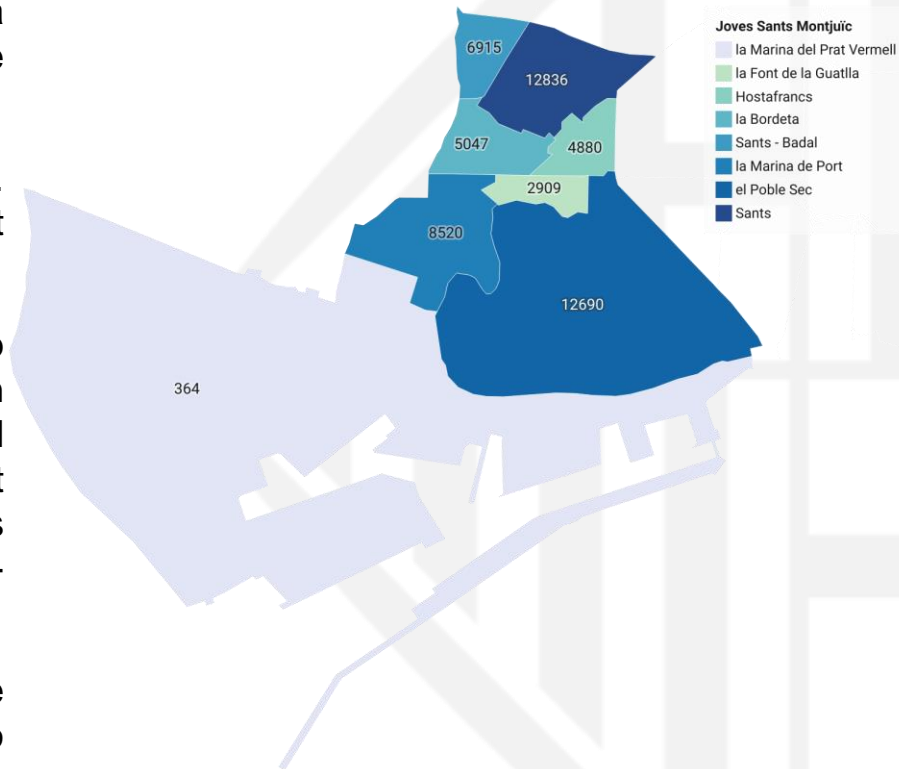 Joves Sants Montjuïc
la Marina del Prat Vermell
la Font de la Guatlla
Hostafrancs
la Bordeta
Sants - Badal
la Marina de Port
el Poble Sec
Sants
6915
12836
5047
4880
2909
8520
12690
364